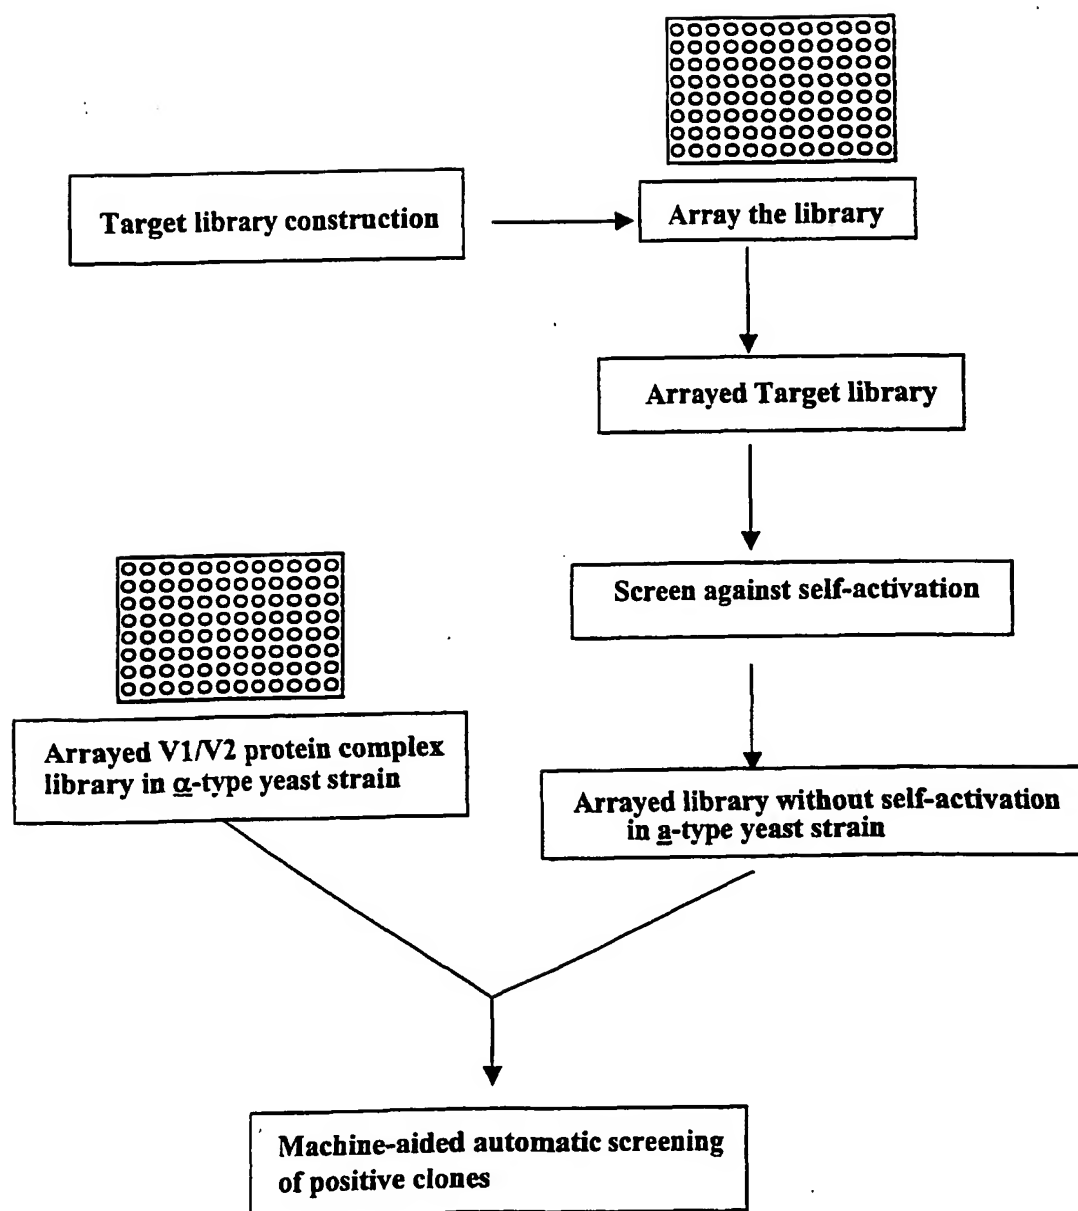 Target library construction
Array the library
Arrayed Target library
Screen against self-activation
Arrayed V1/V2 protein complex
library in α-type yeast strain
Arrayed library without self-activation
in a-type yeast strain
Machine-aided automatic screening
of positive clones